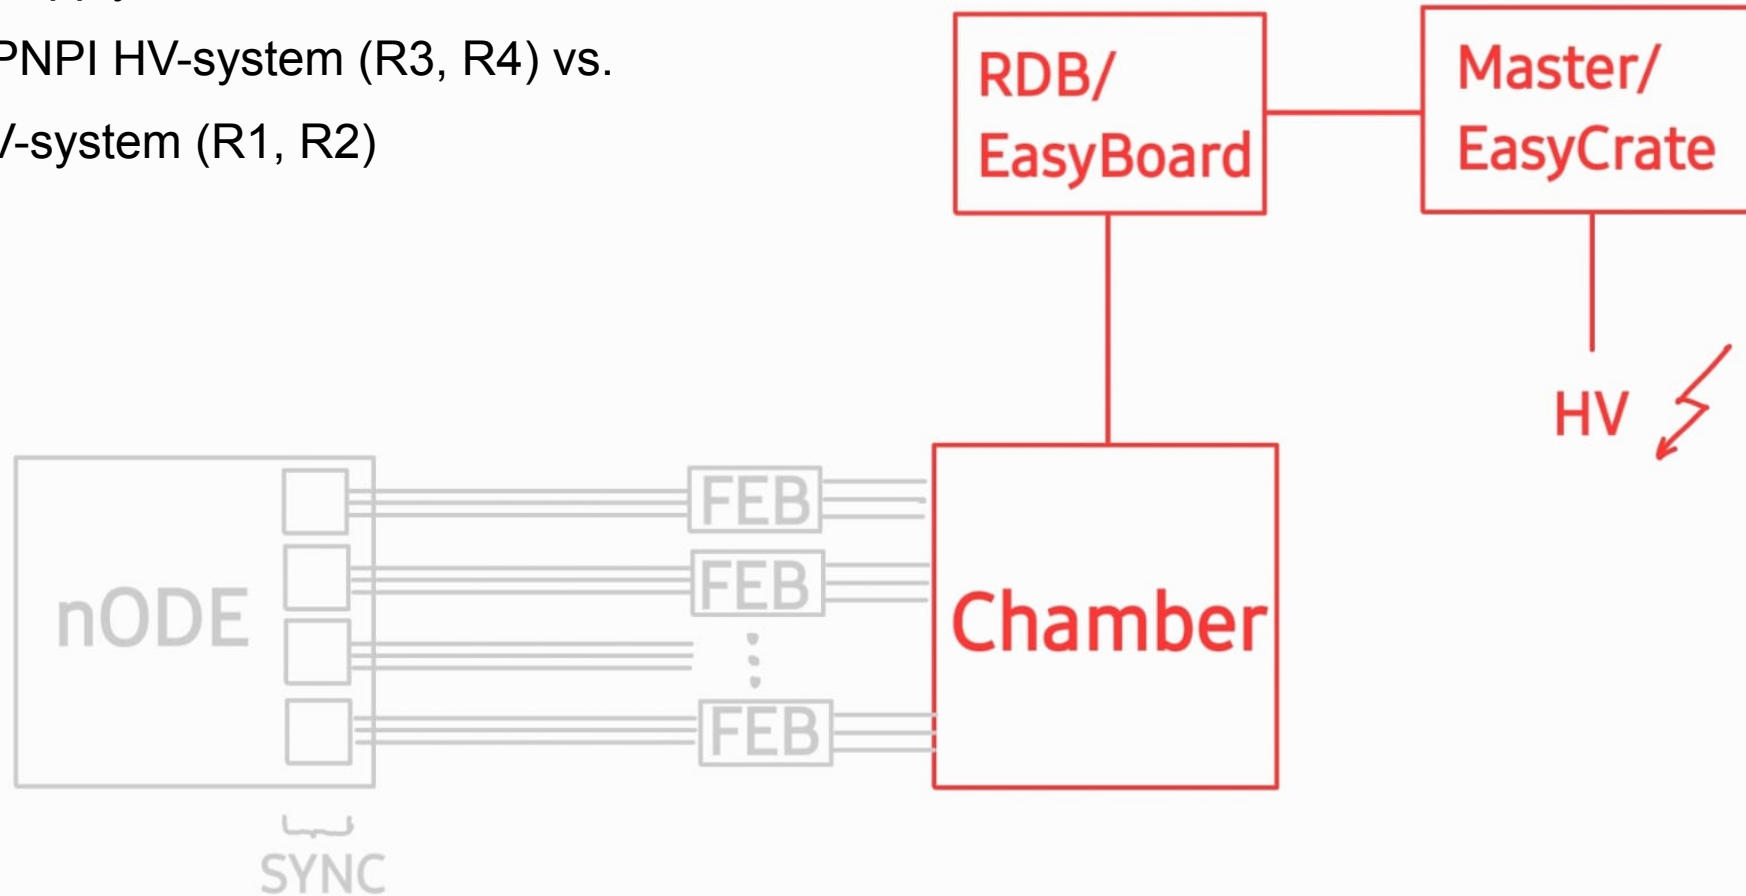 PNPI HV-system (R3, R4) vs.
V-system (R1, R2)
RDB/
EasyBoard
Master/
EasyCrate
HV
nODE
FEB
FEB
FEB
Chamber
SYNC